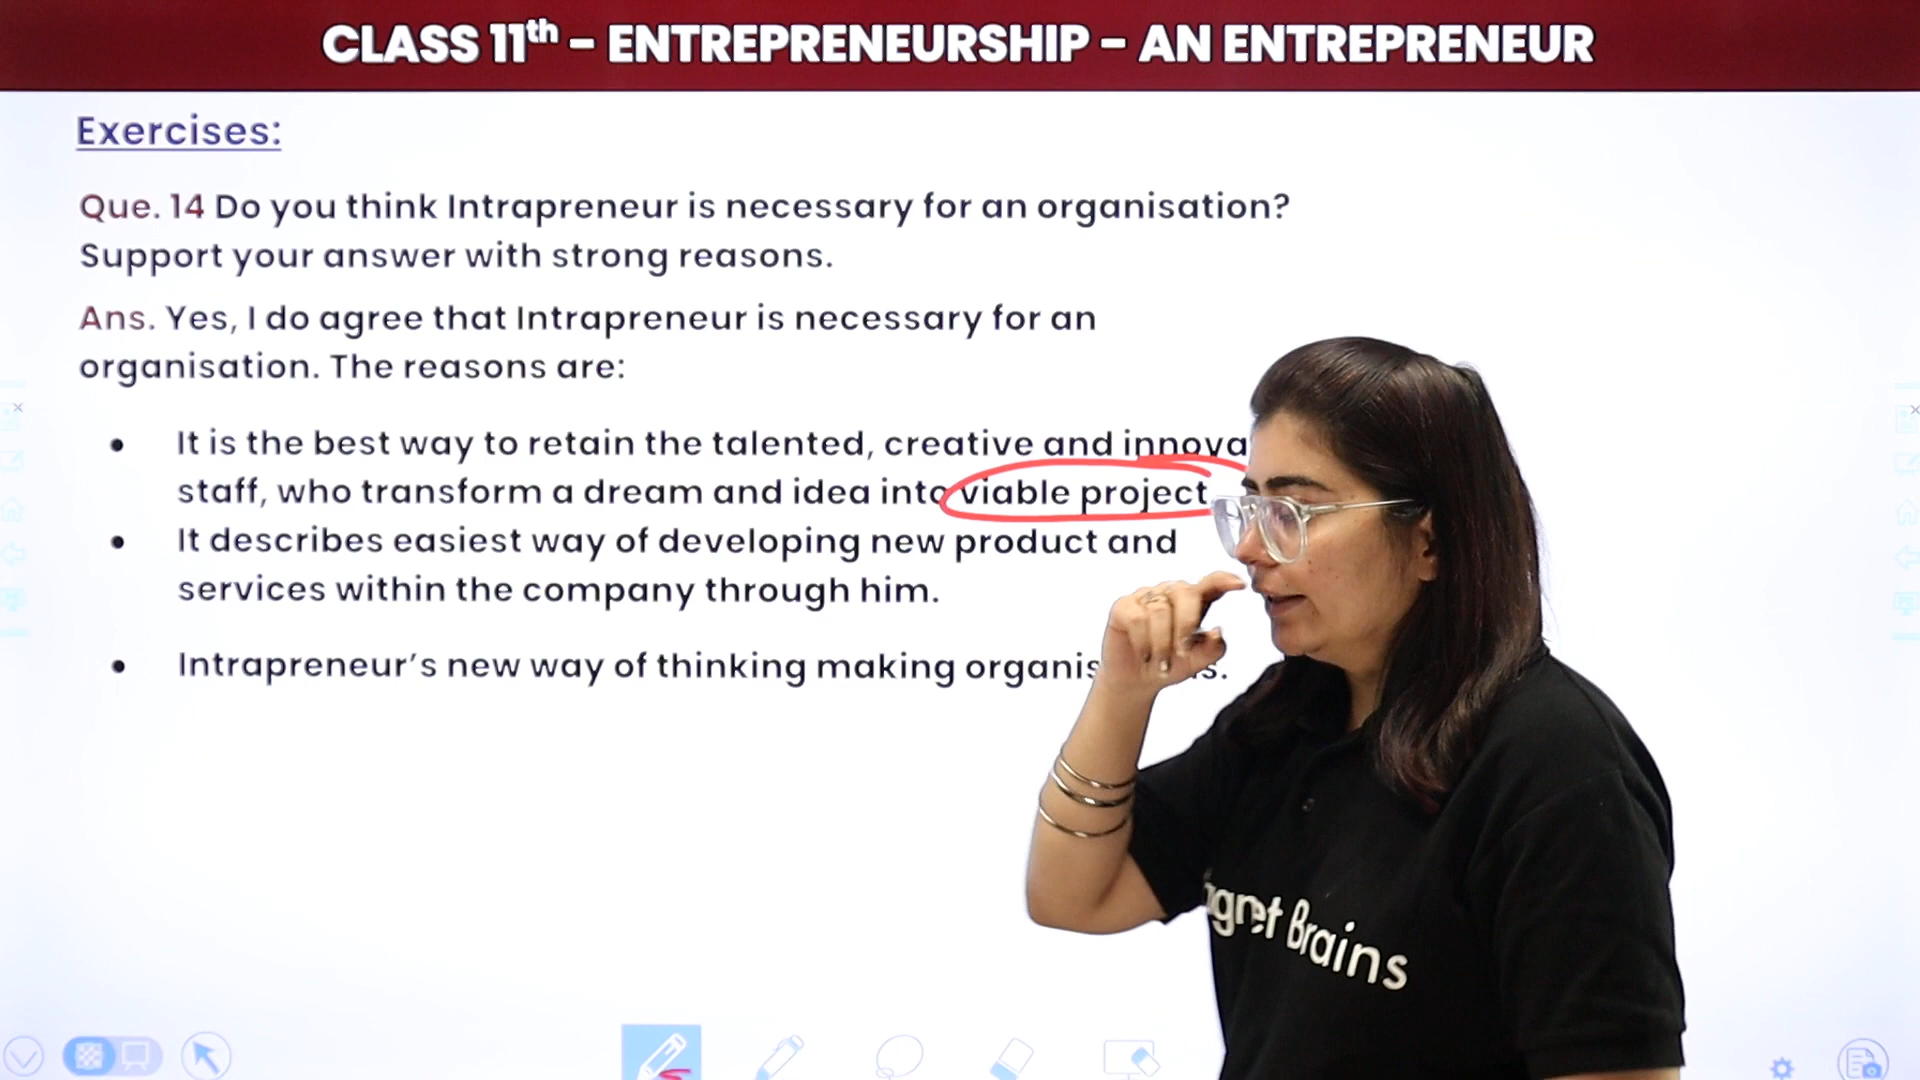 CLASS 11th – ENTREPRENEURSHIP – AN ENTREPRENEUR
Exercises:
Que. 14 Do you think Intrapreneur is necessary for an organisation?
Support your answer with strong reasons.
Ans. Yes, I do agree that Intrapreneur is necessary for an
organisation. The reasons are:
• It is the best way to retain the talented, creative and
staff, who transform a dream and idea into viable project
• It describes easiest way of developing new product and
services within the company through him.
• Intrapreneur's new way of thinking making
Brains